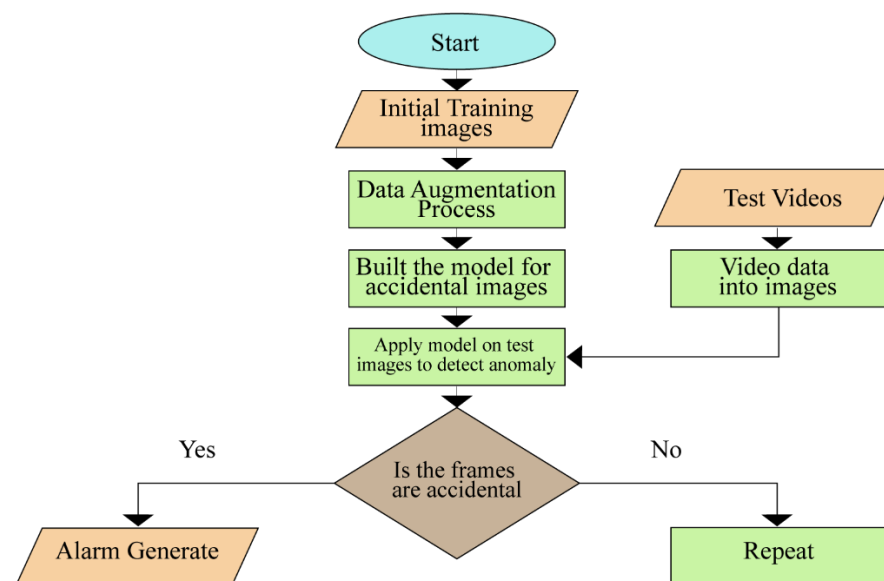 Start
Initial Training
images
Data Augmentation
Process
Test Videos
Built the model for
accidental images
Video data
into images
Apply model on test
images to detect anomaly
Yes
No
Is the frames
are accidental
Alarm Generate
Repeat